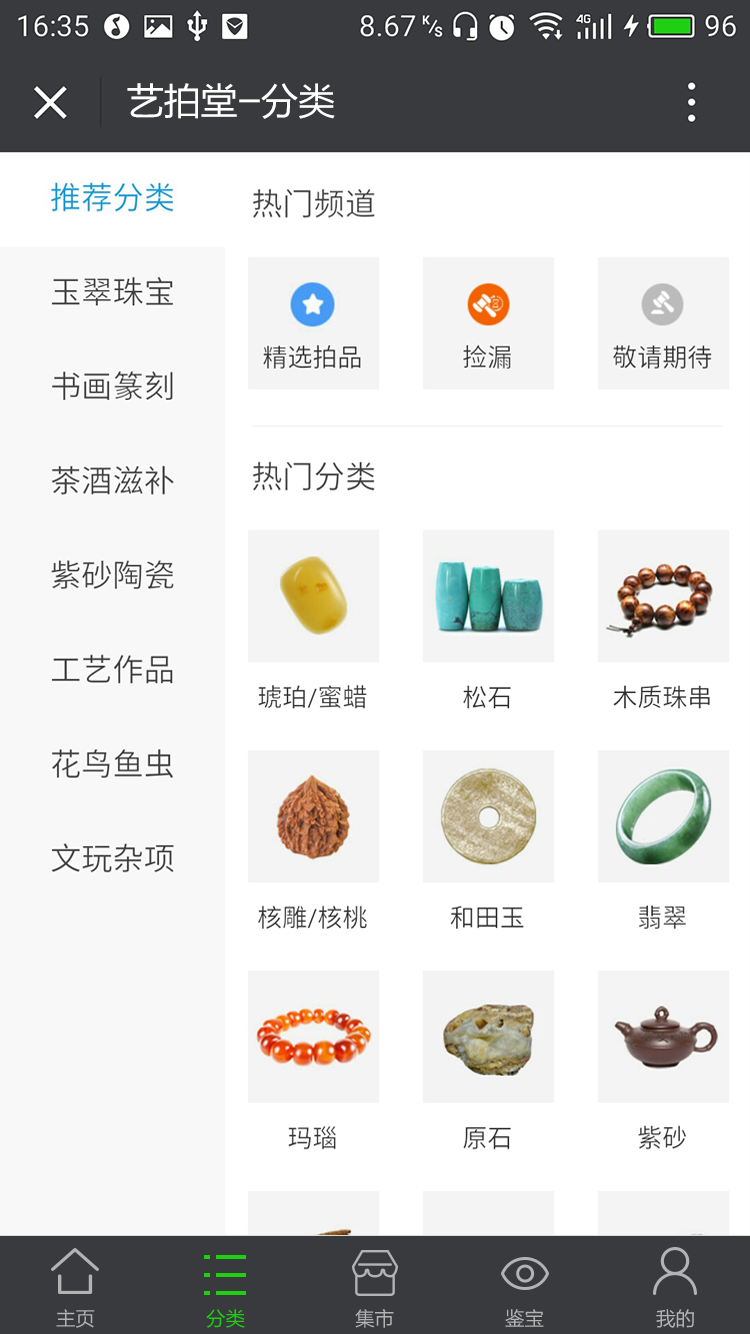 16:35 8.67 K/s 4G 96
艺拍堂-分类
推荐分类
玉翠珠宝
书画篆刻
茶酒滋补
紫砂陶瓷
工艺作品
花鸟鱼虫
文玩杂项
热门频道
精选拍品 捡漏 敬请期待
热门分类
琥珀/蜜蜡 松石 木质珠串
核雕/核桃 和田玉 翡翠
玛瑙 原石 紫砂
主页 分类 集市 鉴宝 我的